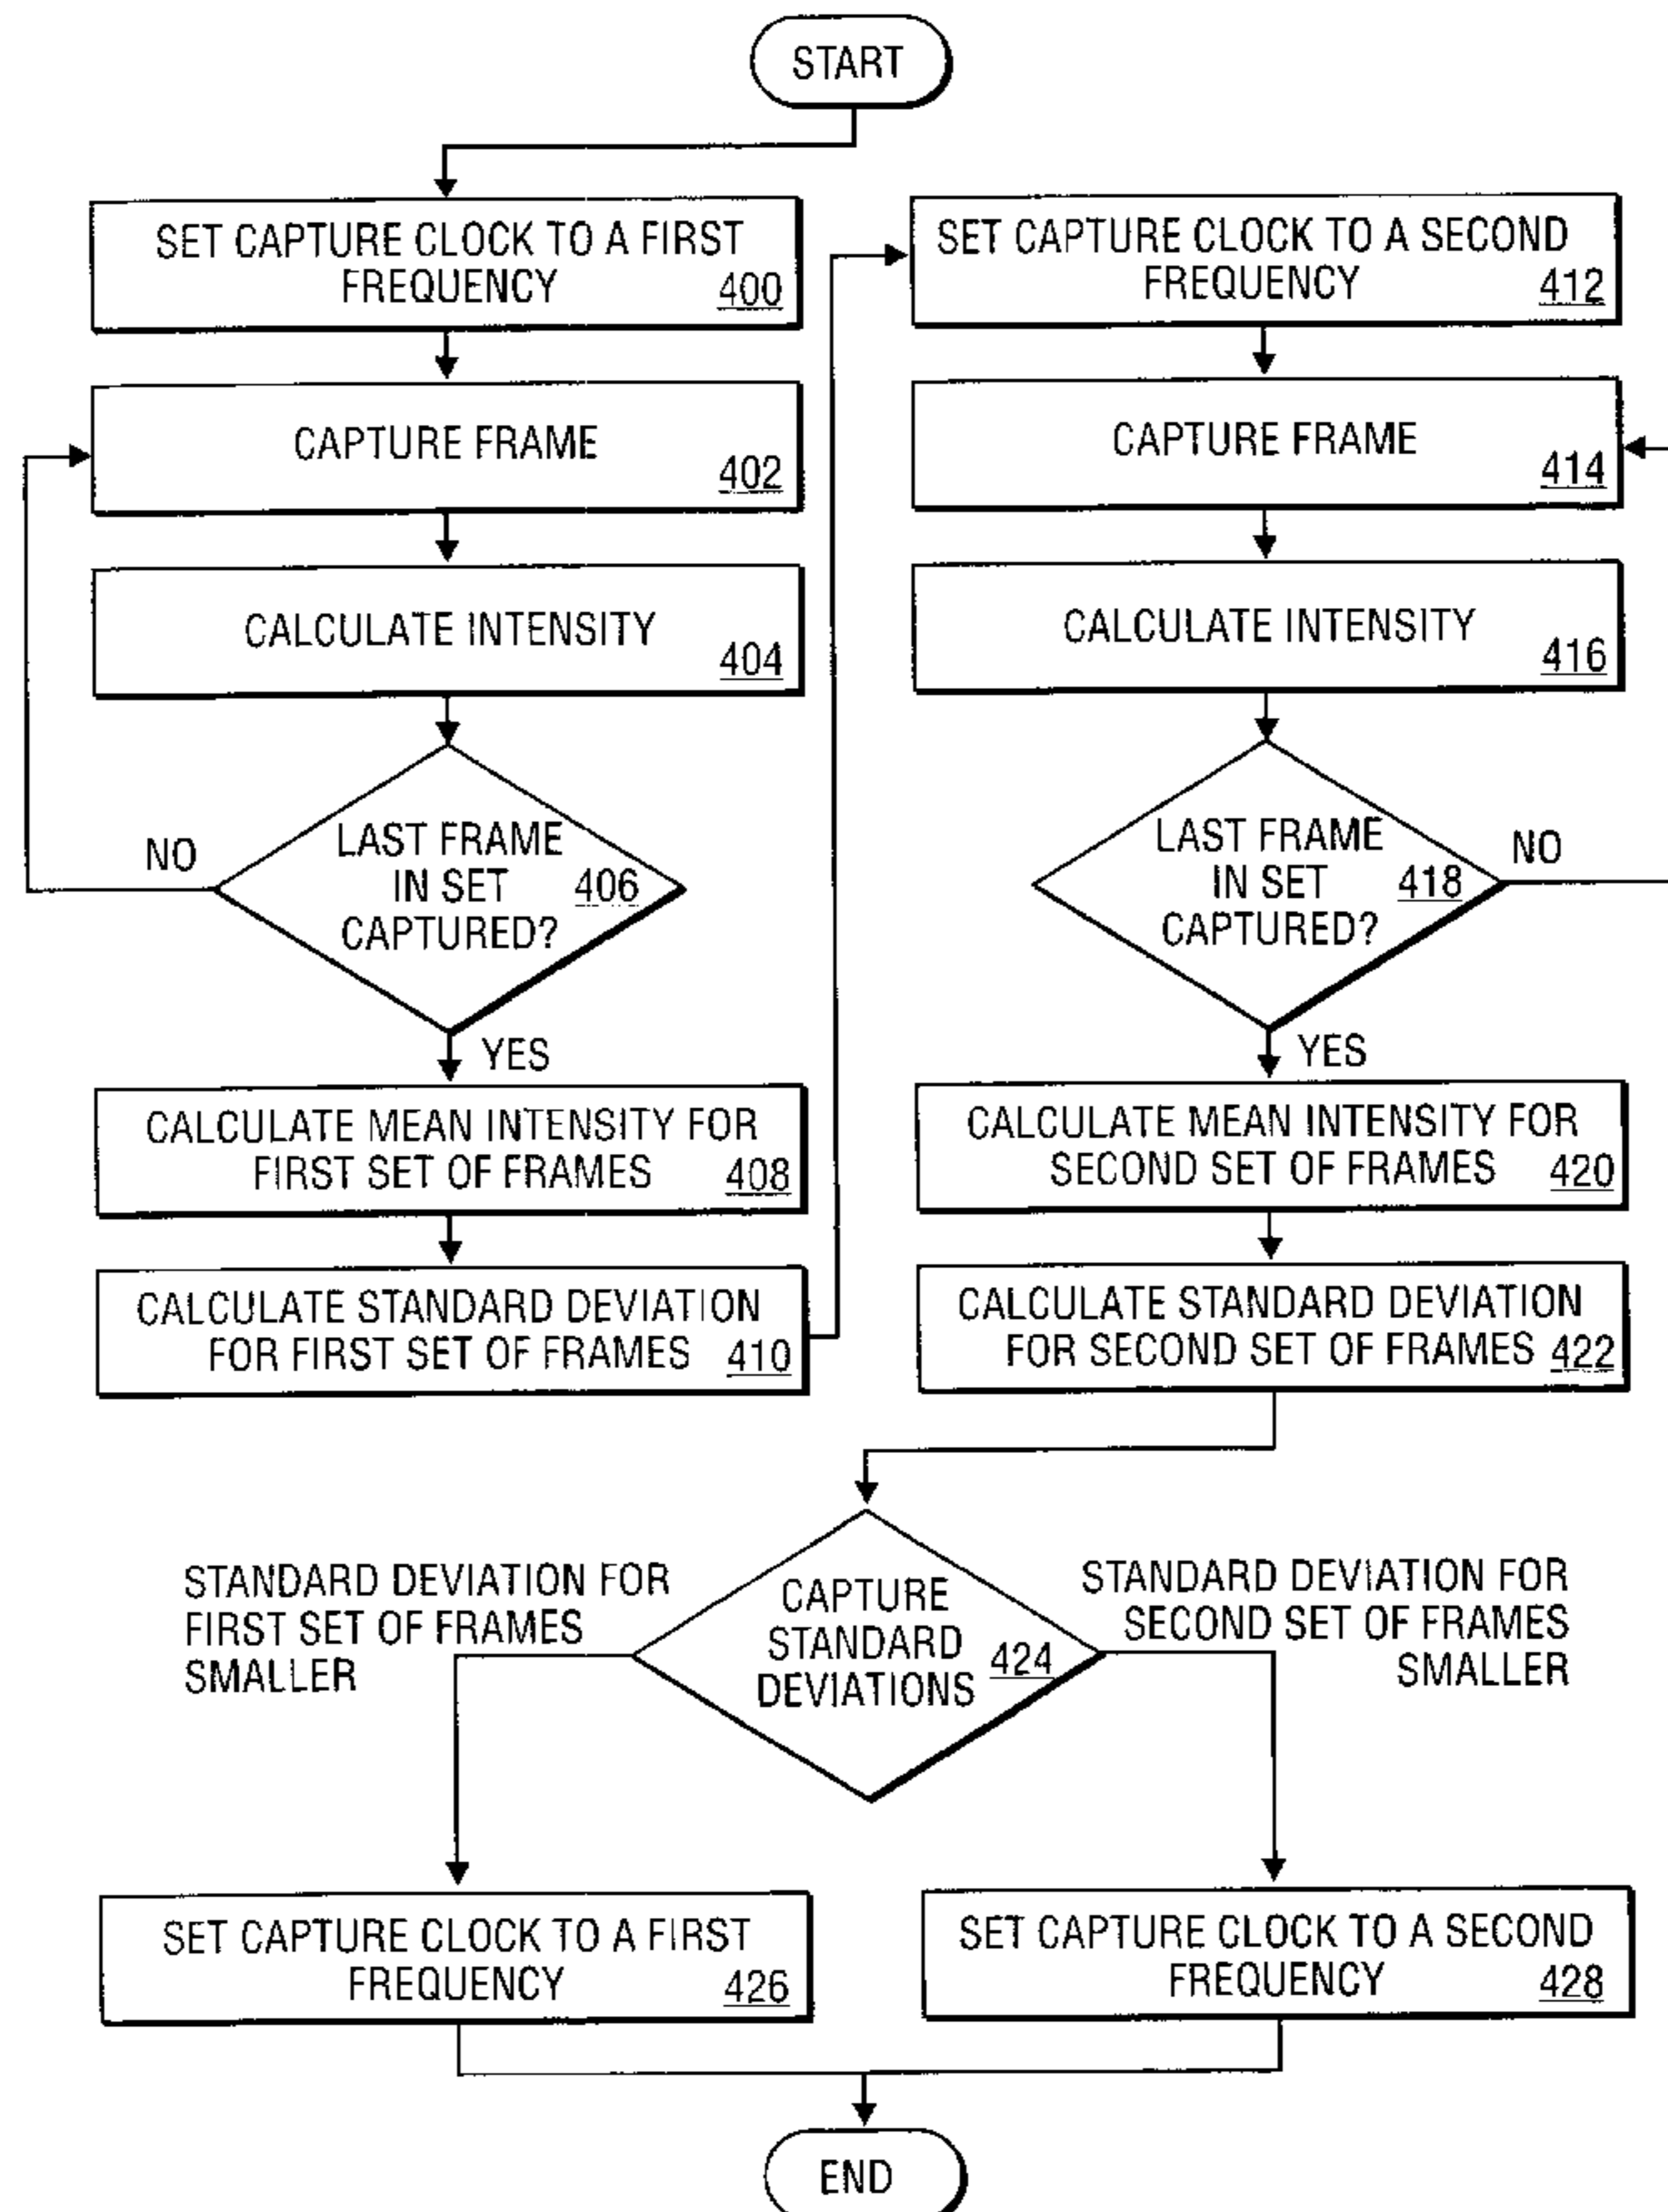 START
SET CAPTURE CLOCK TO A FIRST
FREQUENCY 400
CAPTURE FRAME
402
CALCULATE INTENSITY
404
LAST FRAME
IN SET 406
CAPTURED?
NO
YES
CALCULATE MEAN INTENSITY FOR
FIRST SET OF FRAMES 408
CALCULATE STANDARD DEVIATION
FOR FIRST SET OF FRAMES 410
SET CAPTURE CLOCK TO A SECOND
FREQUENCY 412
CAPTURE FRAME
414
CALCULATE INTENSITY
416
LAST FRAME
IN SET 418
CAPTURED?
NO
YES
CALCULATE MEAN INTENSITY FOR
SECOND SET OF FRAMES 420
CALCULATE STANDARD DEVIATION
FOR SECOND SET OF FRAMES 422
CAPTURE
STANDARD
DEVIATIONS 424
STANDARD DEVIATION FOR
FIRST SET OF FRAMES
SMALLER
STANDARD DEVIATION FOR
SECOND SET OF FRAMES
SMALLER
SET CAPTURE CLOCK TO A FIRST
FREQUENCY 426
SET CAPTURE CLOCK TO A SECOND
FREQUENCY 428
END